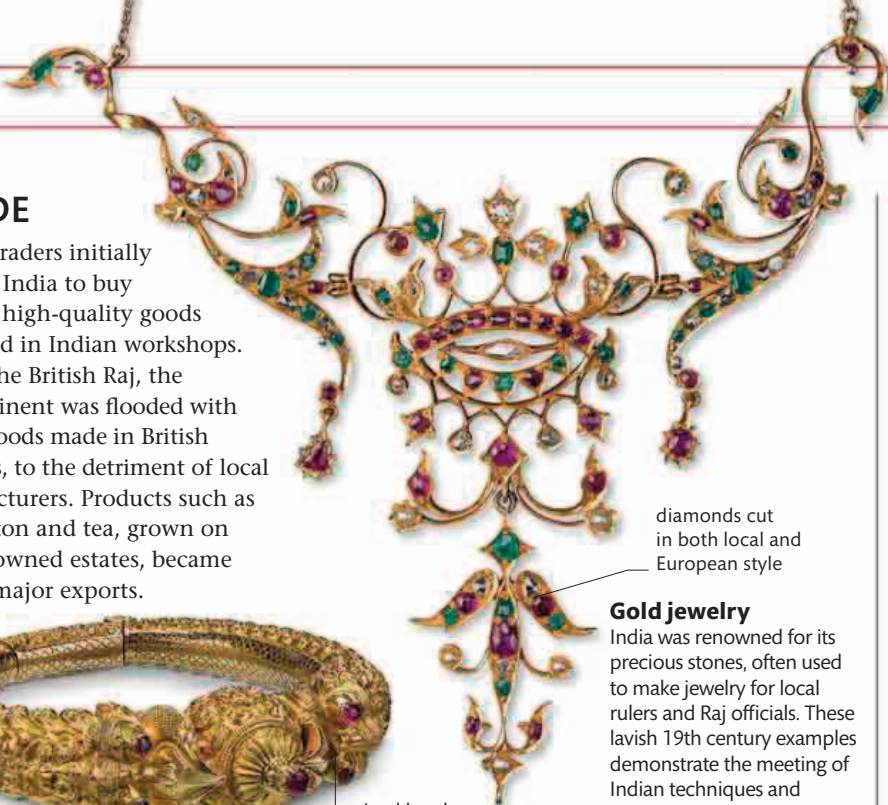 DE
raders initially
India to buy
high-quality goods
d in Indian workshops.
he British Raj, the
inent was flooded with
oods made in British
s, to the detriment of local
cturers. Products such as
ton and tea, grown on
owned estates, became
major exports.
diamonds cut
in both local and
European style
Gold jewelry
India was renowned for its
precious stones, often used
to make jewelry for local
rulers and Raj officials. These
lavish 19th century examples
demonstrate the meeting of
Indian techniques and